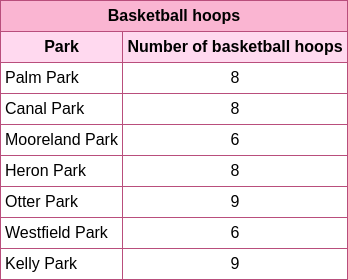 Basketball hoops
Park Number of basketball hoops
Palm Park 8
Canal Park 8
Mooreland Park 6
Heron Park 8
Otter Park 9
Westfield Park 6
Kelly Park 9